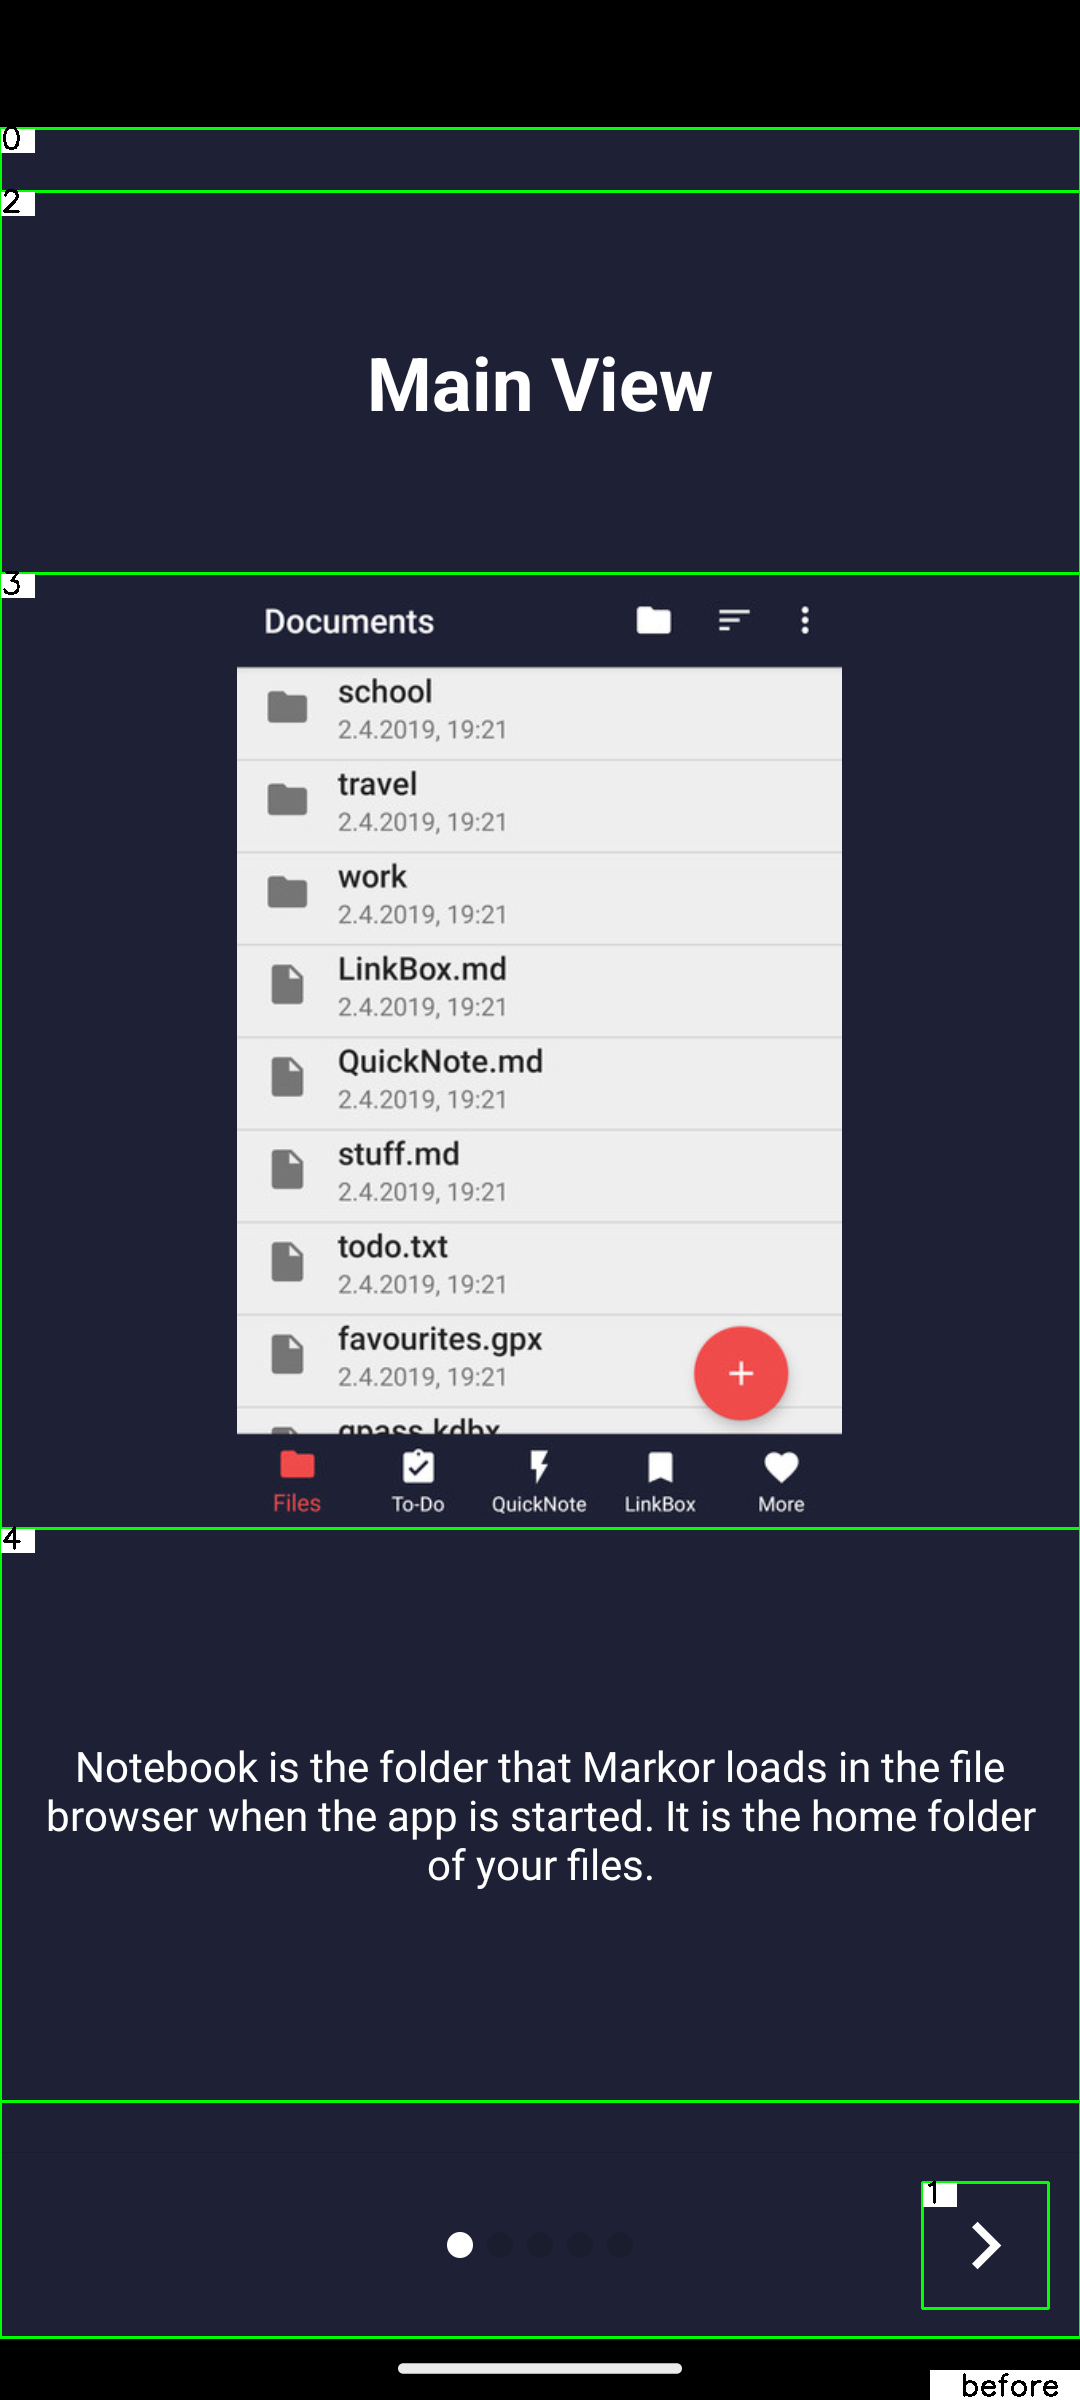 0
2
Main View
3
Documents
school
2.4.2019, 19:21
travel
2.4.2019, 19:21
work
2.4.2019, 19:21
LinkBox.md
2.4.2019, 19:21
QuickNote.md
2.4.2019, 19:21
stuff.md
2.4.2019, 19:21
todo.txt
2.4.2019, 19:21
favourites.gpx
2.4.2019, 19:21
gpass.kdbx
Files To-Do QuickNote LinkBox More
4
Notebook is the folder that Markor loads in the file
browser when the app is started. It is the home folder
of your files.
1
before